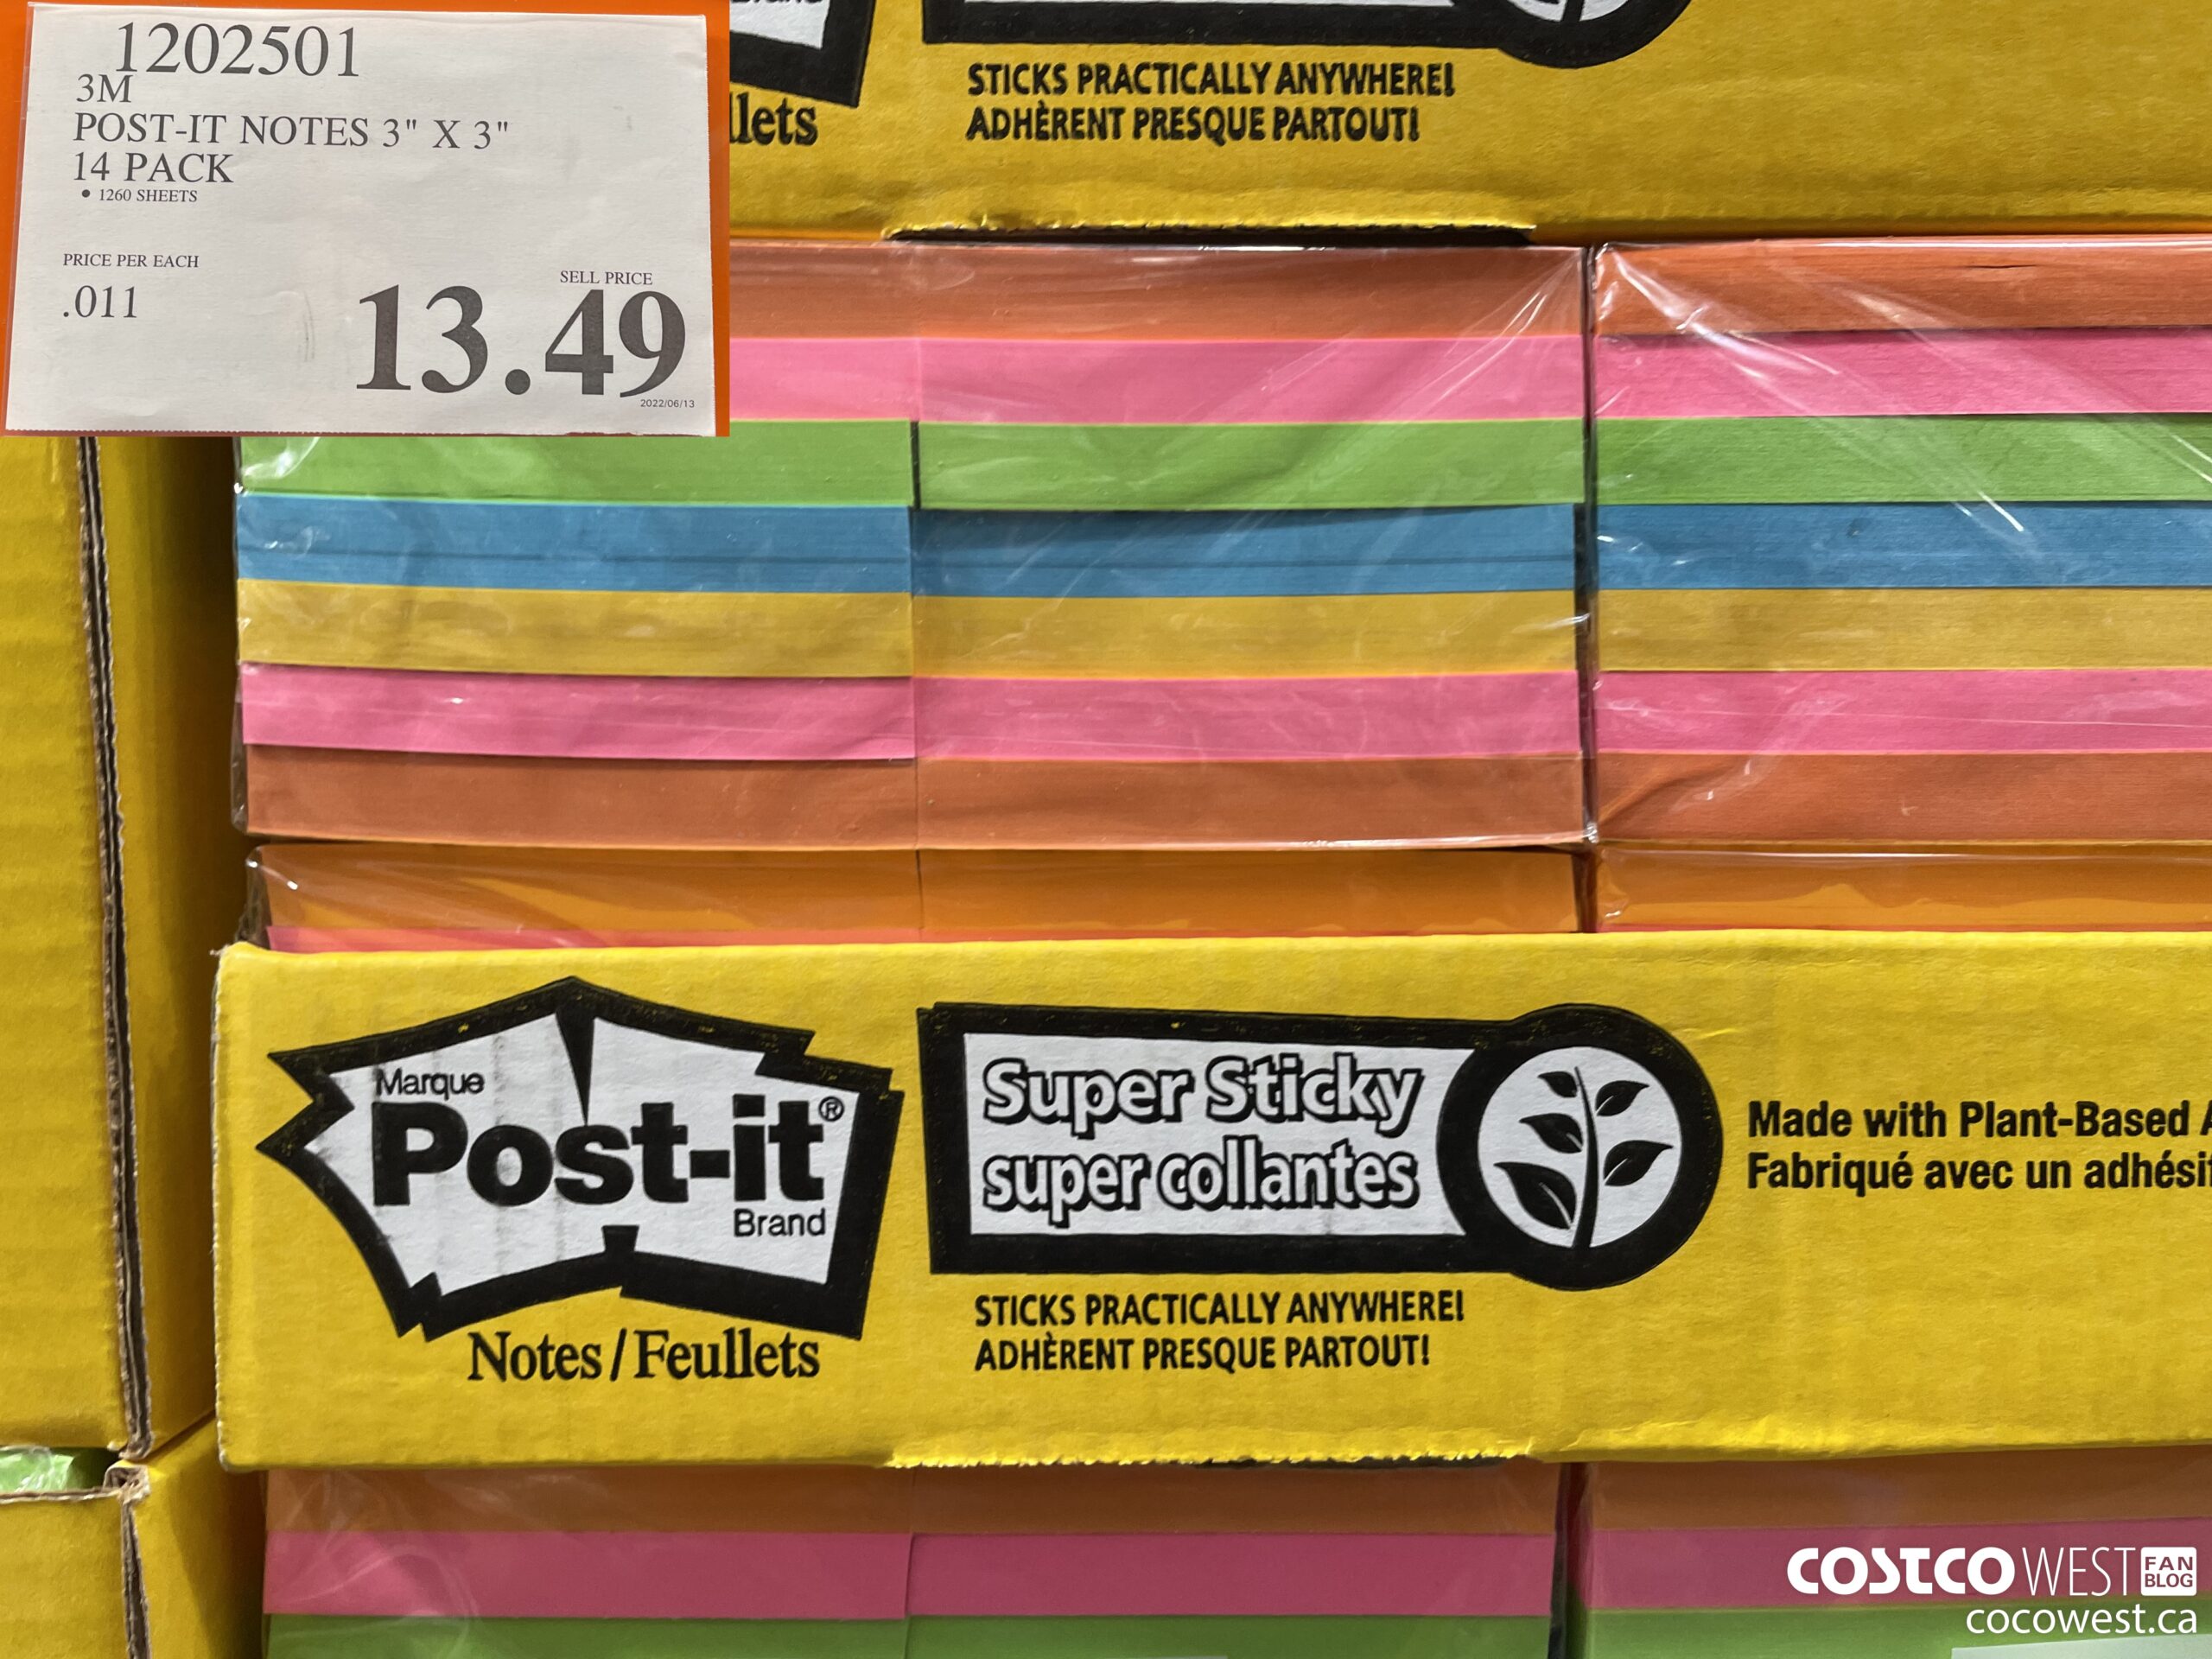 1202501
3M
POST-IT NOTES 3" X 3"
14 PACK
• 1260 SHEETS
PRICE PER EACH
.011
SELL PRICE
13.49
2022/06/13
STICKS PRACTICALLY ANYWHERE!
ADHÈRENT PRESQUE PARTOUT!
Marque
Post-it®
Brand
Notes/Feuillets
Super Sticky
super collantes
STICKS PRACTICALLY ANYWHERE!
ADHÈRENT PRESQUE PARTOUT!
Made with Plant-Based
Fabriqué avec un
COSTCO WEST FAN BLOG
cocowest.ca